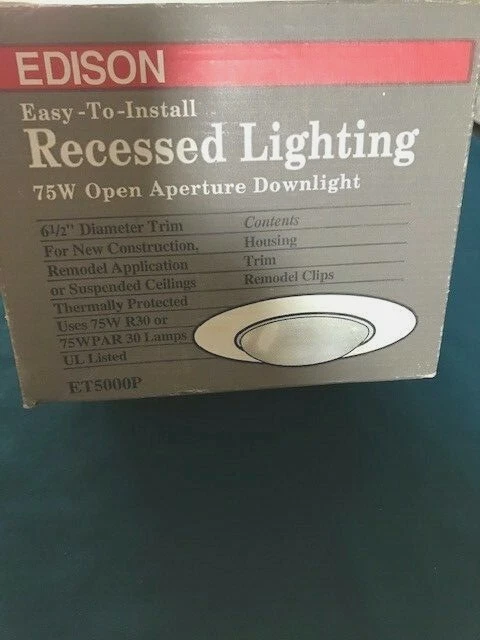 EDISON
Easy-To-Install
Recessed Lighting
75W Open Aperture Downlight
6½" Diameter Trim
For New Construction,
Remodel Application
or Suspended Ceilings
Thermally Protected
Uses 75W R30 or
75WPAR 30 Lamps
UL Listed
ET5000P
Contents
Housing
Trim
Remodel Clips